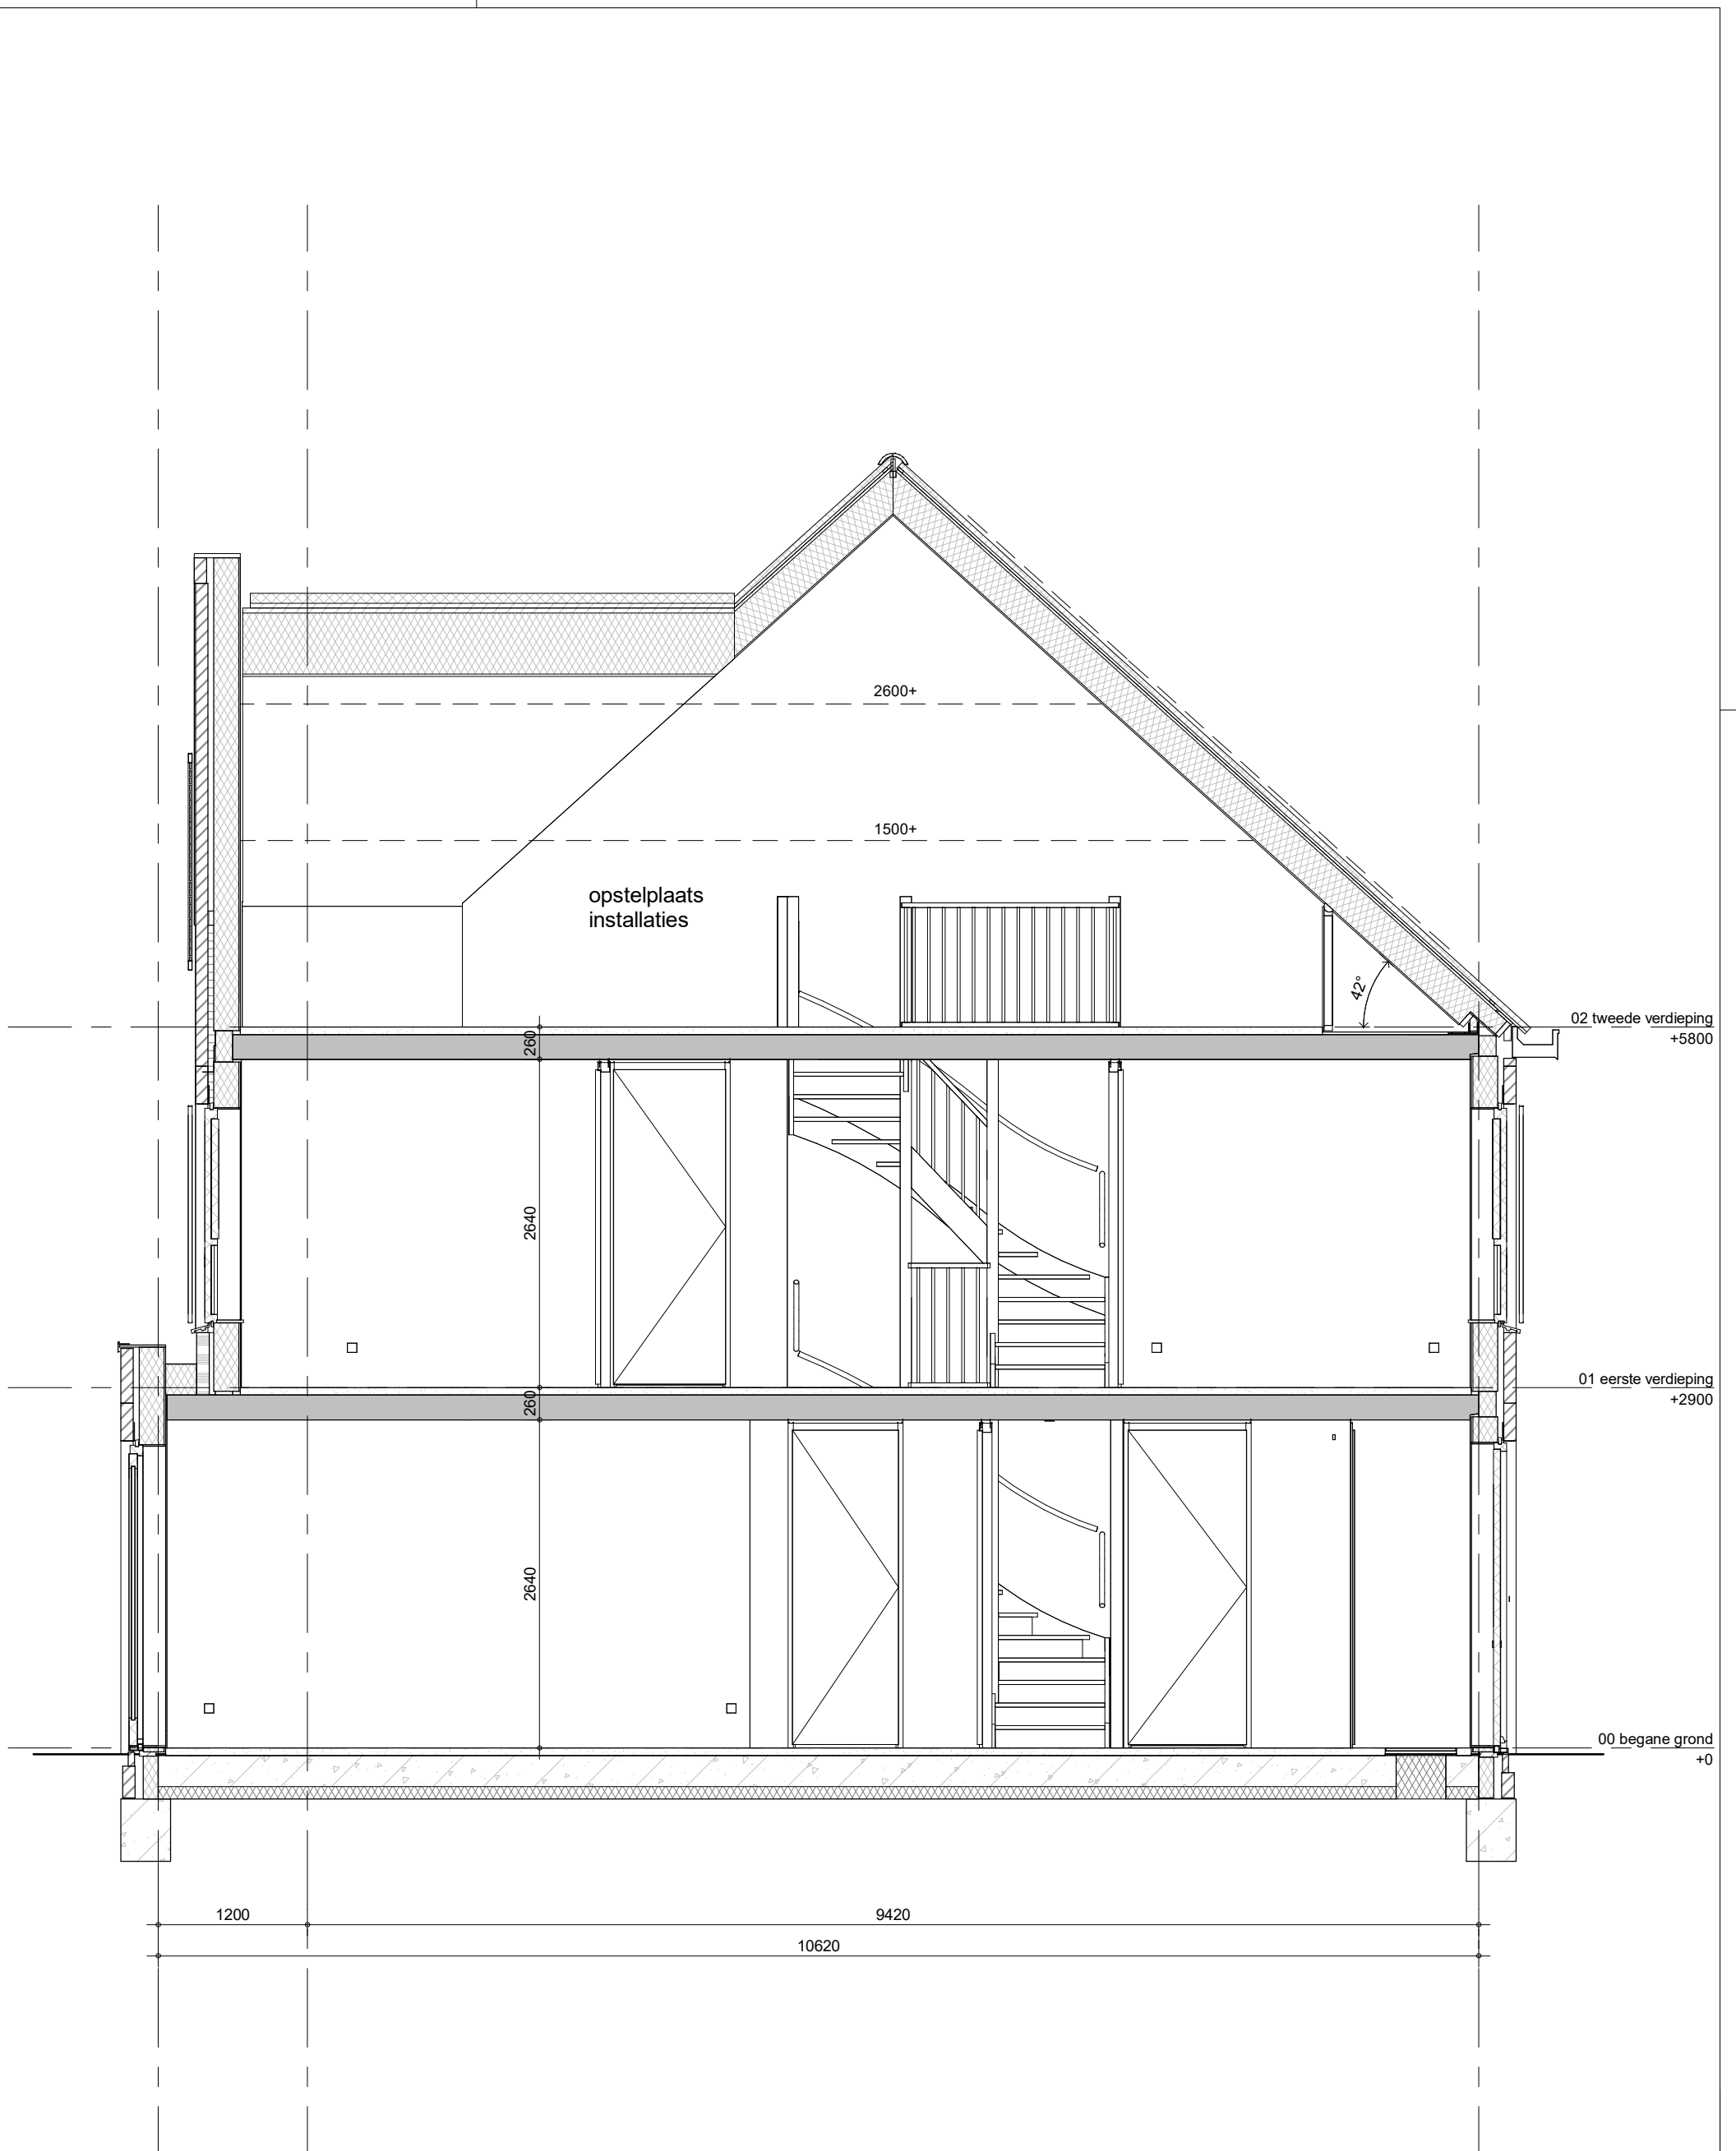 2600+
1500+
opstelplaats
installaties
42°
02 tweede verdieping
+5800
260
2640
01 eerste verdieping
+2900
260
2640
00 begane grond
+0
1200
9420
10620